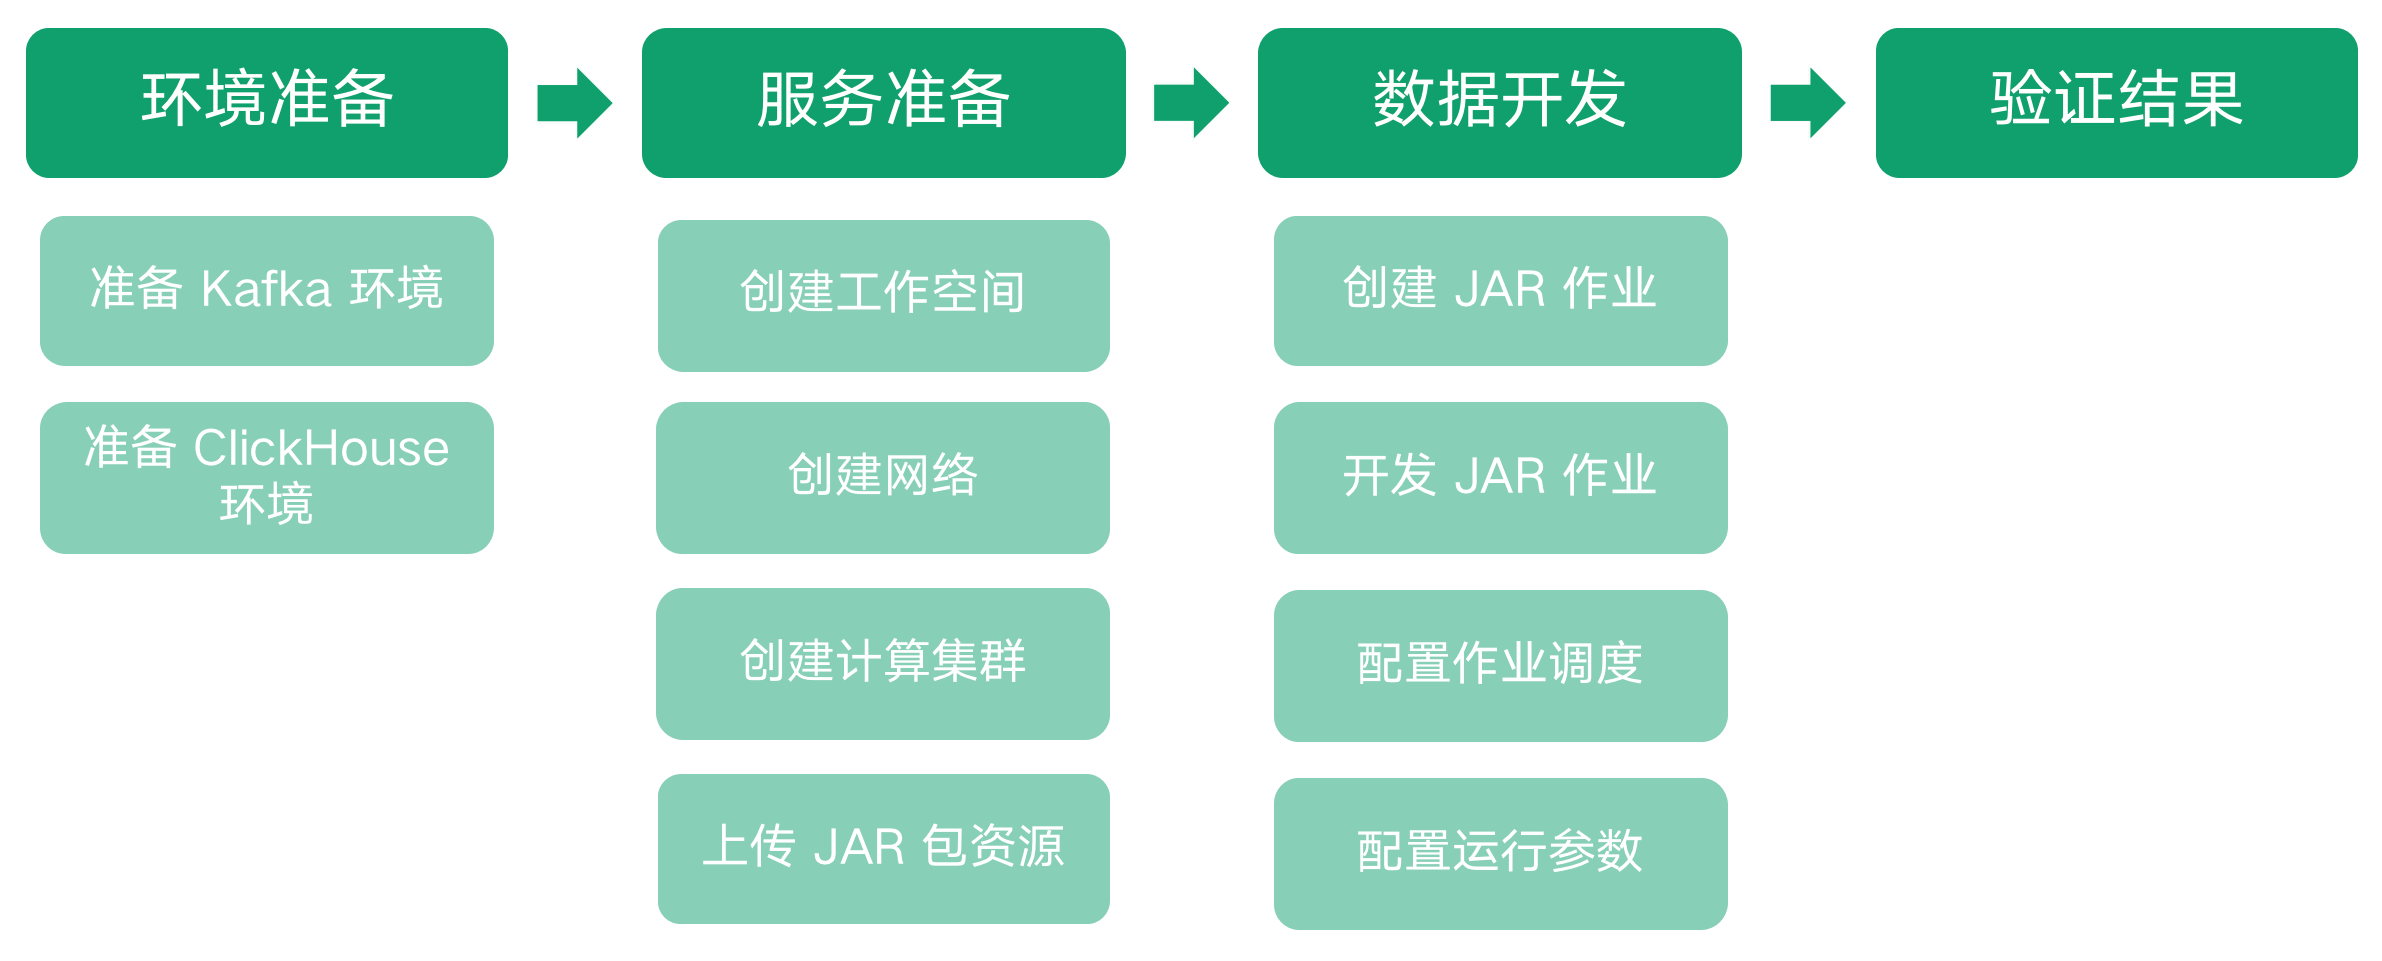 环境准备
服务准备
数据开发
验证结果
准备 Kafka 环境
准备 ClickHouse
环境
创建工作空间
创建网络
创建计算集群
上传 JAR 包资源
创建 JAR 作业
开发 JAR 作业
配置作业调度
配置运行参数